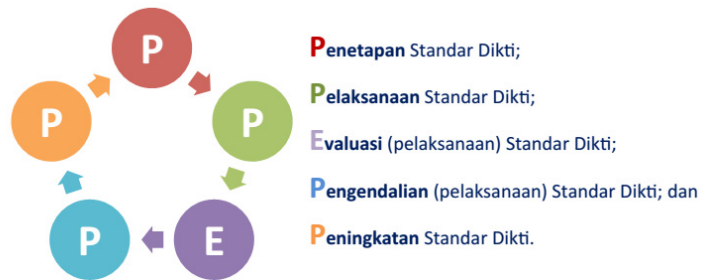 P
P
E
P
P
Penetapan Standar Dikti;
Pelaksanaan Standar Dikti;
Evaluasi (pelaksanaan) Standar Dikti;
Pengendalian (pelaksanaan) Standar Dikti; dan
Peningkatan Standar Dikti.